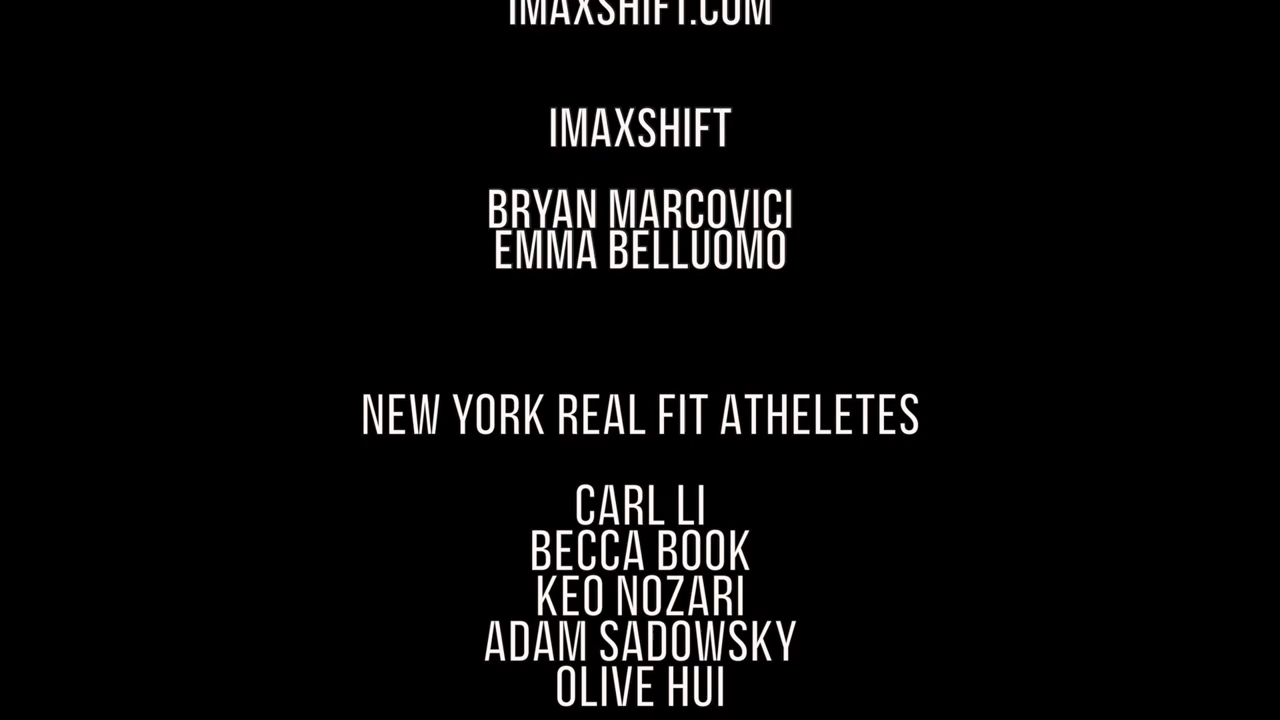 IMAXSHIFT.COM
IMAXSHIFT
BRYAN MARCOVICI
EMMA BELLUOMO
NEW YORK REAL FIT ATHELETES
CARL LI
BECCA BOOK
KEO NOZARI
ADAM SADOWSKY
OLIVE HUI